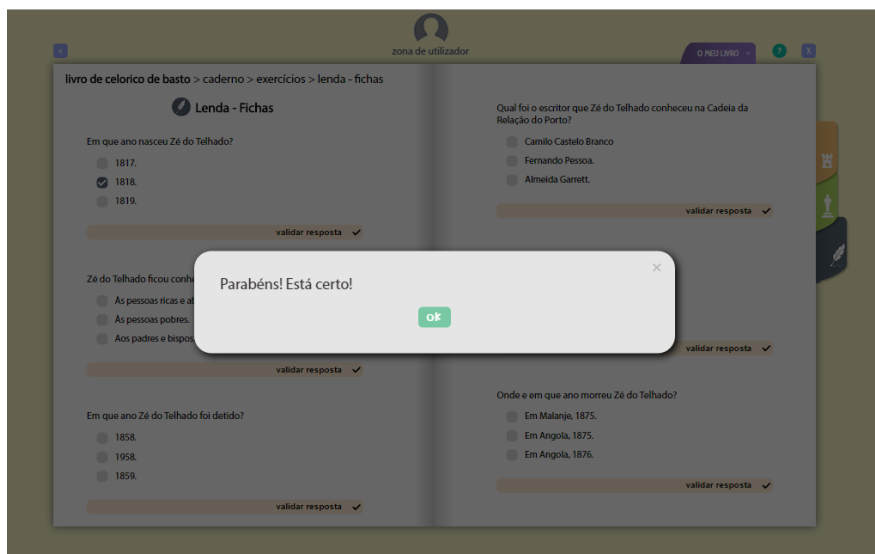 zona de utilizador
O MEU LIVRO
?
X
livro de celorico de basto > caderno > exercícios > lenda - fichas
Lenda - Fichas
Em que ano nasceu Zé do Telhado?
1817.
1818.
1819.
validar resposta
Zé do Telhado ficou conhe
Às pessoas ricas e a
Às pessoas pobres.
Aos padres e bispos
validar resposta
Em que ano Zé do Telhado foi detido?
1858.
1958.
1859.
validar resposta
Qual foi o escritor que Zé do Telhado conheceu na Cadeia da
Relação do Porto?
Camilo Castelo Branco
Fernando Pessoa.
Almeida Garrett.
validar resposta
validar resposta
Onde e em que ano morreu Zé do Telhado?
Em Malanje, 1875.
Em Angola, 1875.
Em Angola, 1876.
validar resposta
Parabéns! Está certo!
×
OK